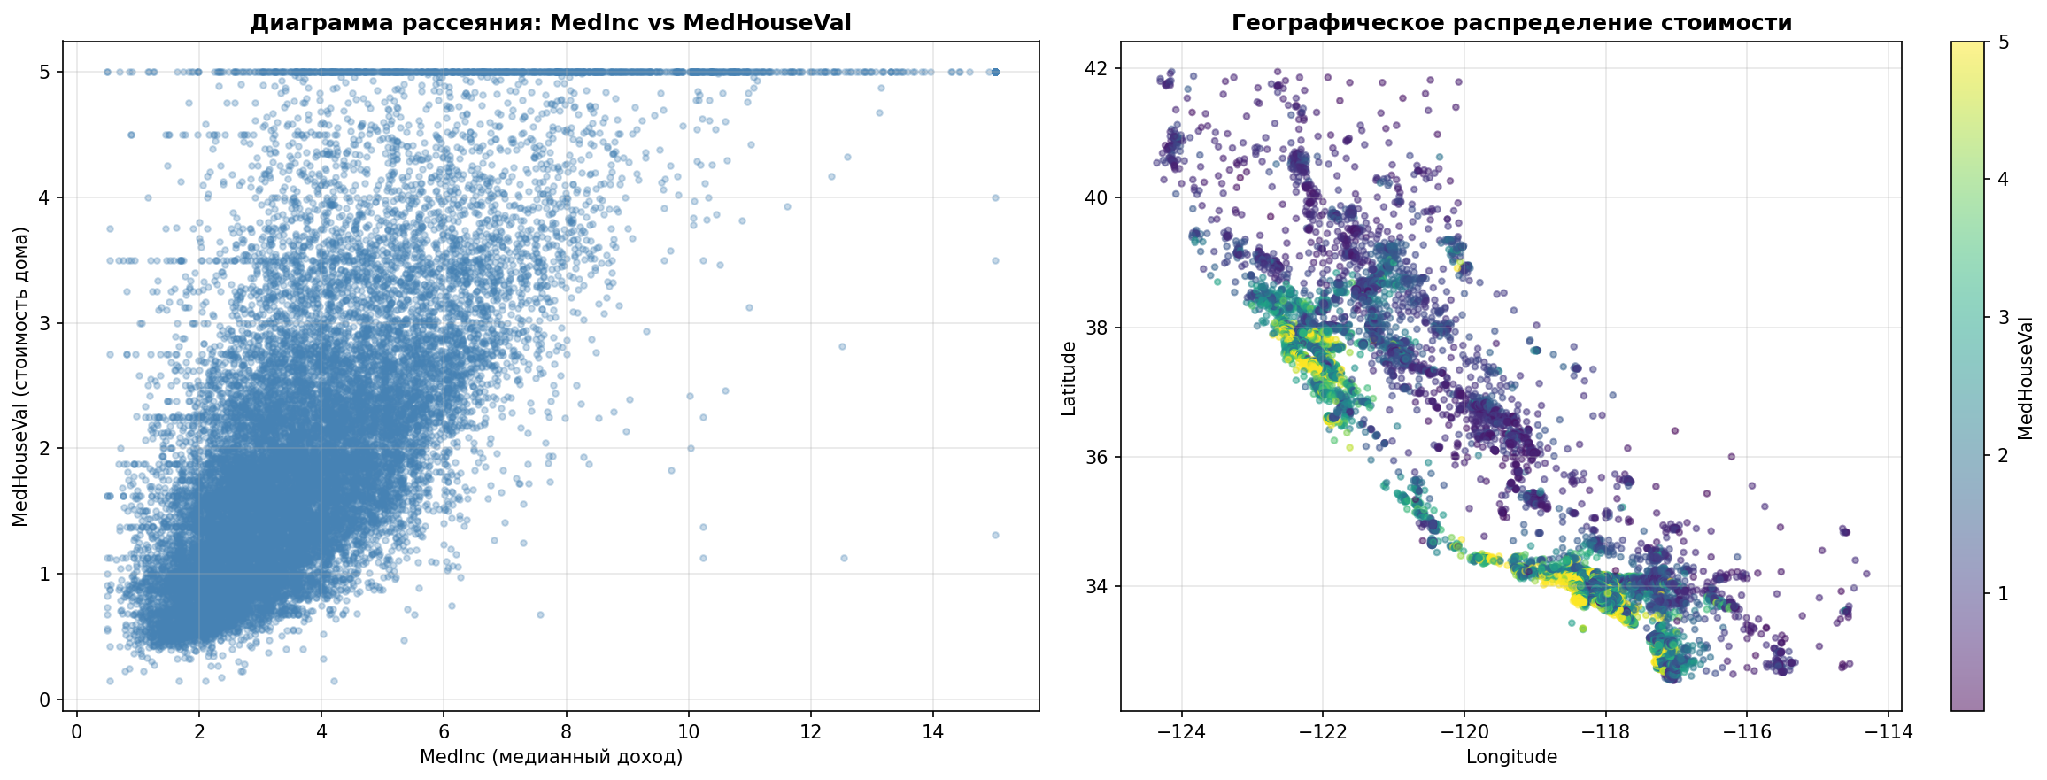 Диаграмма рассеяния: MedInc vs MedHouseVal
MedHouseVal (стоимость дома)
5
4
3
2
1
0
0 2 4 6 8 10 12 14
MedInc (медианный доход)
Географическое распределение стоимости
Latitude
42
40
38
36
34
−124 −122 −120 −118 −116 −114
Longitude
5
4
3
2
1
MedHouseVal